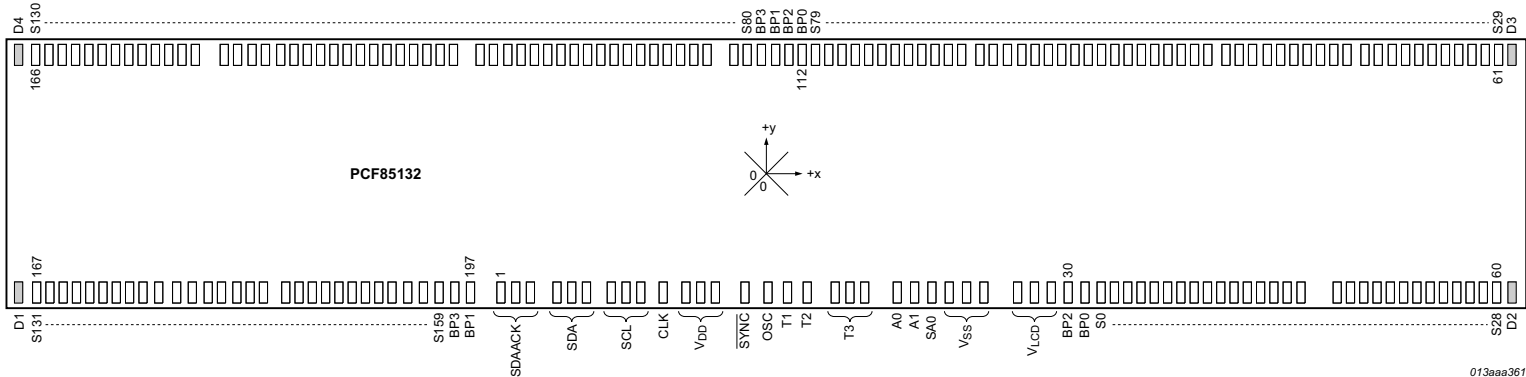 D4
S130
S80
BP3
BP1
BP2
BP0
S79
S29
D3
166
112
61
+y
PCF85132
0
0
+x
167
197
1
30
60
D1
S131
S159
BP3
BP1
SDAACK
SDA
SCL
CLK
VDD
SYNC
OSC
T1
T2
T3
A0
A1
SA0
VSS
VLCD
BP2
BP0
S0
S28
D2
013aaa361